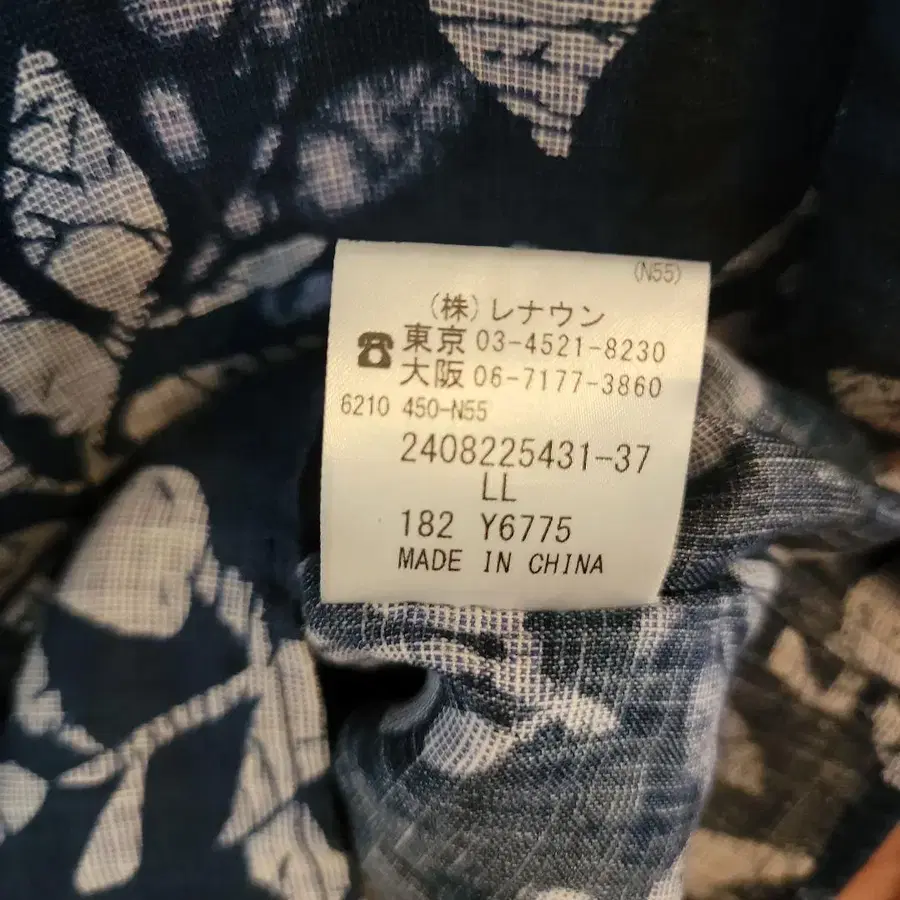 (N55)
(株)レナウン
☎東京 03-4521-8230
大阪 06-7177-3860
6210 450-N55
2408225431-37
LL
182 Y6775
MADE IN CHINA